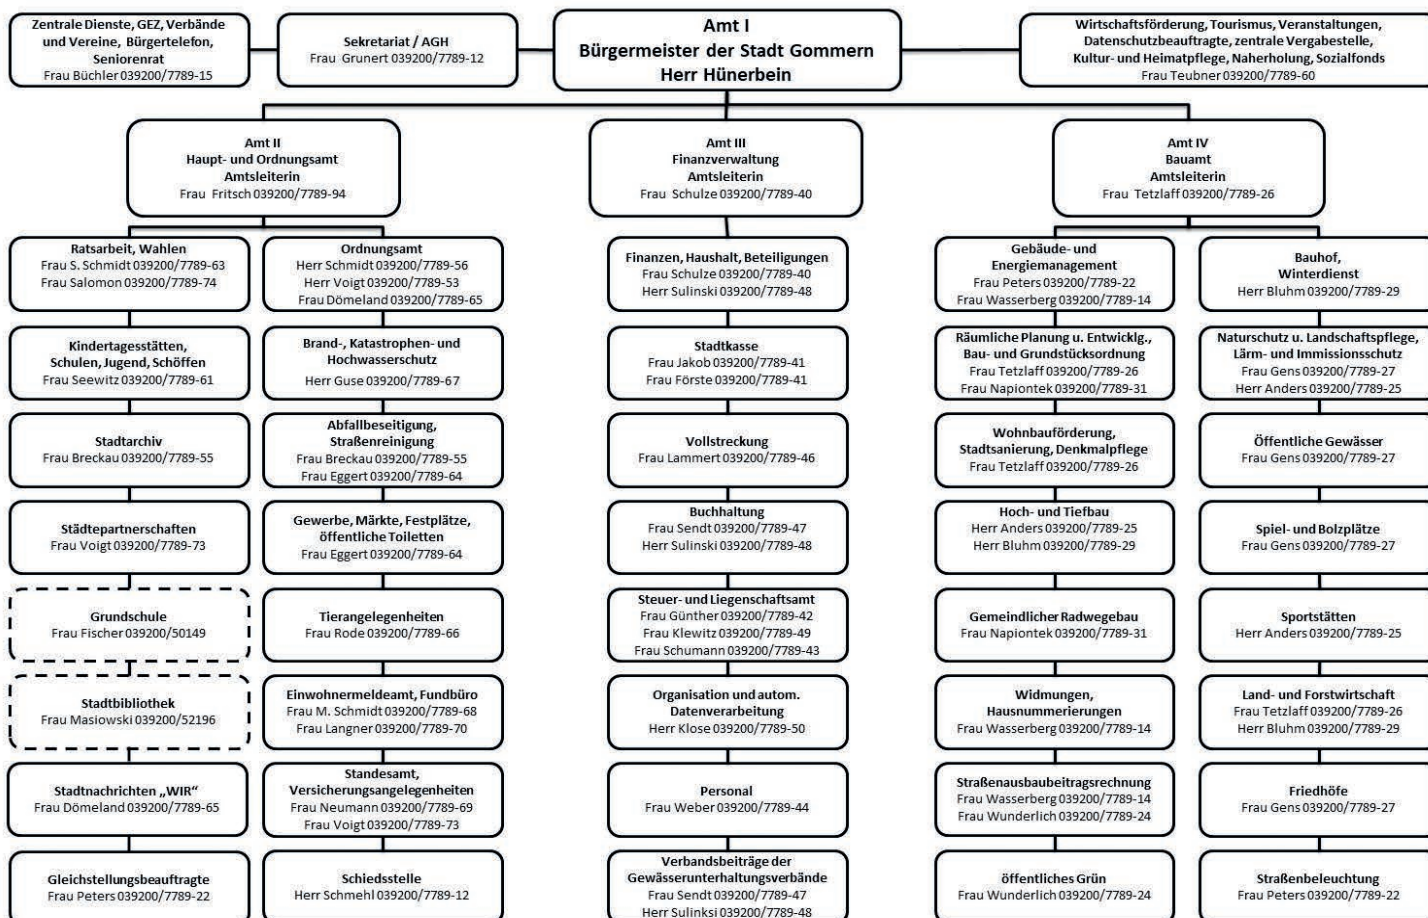 Zentrale Dienste, GEZ, Verbände
und Vereine, Bürgertelefon,
Seniorenrat
Frau Büchler 039200/7789-15
Sekretariat / AGH
Frau Grunert 039200/7789-12
Amt I
Bürgermeister der Stadt Gommern
Herr Hünerbein
Wirtschaftsförderung, Tourismus, Veranstaltungen,
Datenschutzbeauftragte, zentrale Vergabestelle,
Kultur- und Heimatpflege, Naherholung, Sozialfonds
Frau Teubner 039200/7789-60
Amt II
Haupt- und Ordnungsamt
Amtsleiterin
Frau Fritsch 039200/7789-94
Amt III
Finanzverwaltung
Amtsleiterin
Frau Schulze 039200/7789-40
Amt IV
Bauamt
Amtsleiterin
Frau Tetzlaff 039200/7789-26
Ratsarbeit, Wahlen
Frau S. Schmidt 039200/7789-63
Frau Salomon 039200/7789-74
Kindertagesstätten,
Schulen, Jugend, Schöffen
Frau Seewitz 039200/7789-61
Stadtarchiv
Frau Breckau 039200/7789-55
Städtepartnerschaften
Frau Voigt 039200/7789-73
Grundschule
Frau Fischer 039200/50149
Stadtbibliothek
Frau Masiowski 039200/52196
Stadtnachrichten „WIR“
Frau Dömeland 039200/7789-65
Gleichstellungsbeauftragte
Frau Peters 039200/7789-22
Ordnungsamt
Herr Schmidt 039200/7789-56
Herr Voigt 039200/7789-53
Frau Dömeland 039200/7789-65
Brand-, Katastrophen- und
Hochwasserschutz
Herr Guse 039200/7789-67
Abfallbeseitigung,
Straßenreinigung
Frau Breckau 039200/7789-55
Frau Eggert 039200/7789-64
Gewerbe, Märkte, Festplätze,
öffentliche Toiletten
Frau Eggert 039200/7789-64
Tierangelegenheiten
Frau Rode 039200/7789-66
Einwohnermeldeamt, Fundbüro
Frau M. Schmidt 039200/7789-68
Frau Langner 039200/7789-70
Standesamt,
Versicherungsangelegenheiten
Frau Neumann 039200/7789-69
Frau Voigt 039200/7789-73
Schiedsstelle
Herr Schmehl 039200/7789-12
Finanzen, Haushalt, Beteiligungen
Frau Schulze 039200/7789-40
Herr Sulinski 039200/7789-48
Stadtkasse
Frau Jakob 039200/7789-41
Frau Förste 039200/7789-41
Vollstreckung
Frau Lammert 039200/7789-46
Buchhaltung
Frau Sendt 039200/7789-47
Herr Sulinski 039200/7789-48
Steuer- und Liegenschaftsamt
Frau Günther 039200/7789-42
Frau Klewitz 039200/7789-49
Frau Schumann 039200/7789-43
Organisation und autom.
Datenverarbeitung
Herr Klose 039200/7789-50
Personal
Frau Weber 039200/7789-44
Verbandsbeiträge der
Gewässerunterhaltungsverbände
Frau Sendt 039200/7789-47
Herr Sulinksi 039200/7789-48
Gebäude- und
Energiemanagement
Frau Peters 039200/7789-22
Frau Wasserberg 039200/7789-14
Räumliche Planung u. Entwicklg.,
Bau- und Grundstücksordnung
Frau Tetzlaff 039200/7789-26
Frau Napiontek 039200/7789-31
Wohnbauförderung,
Stadtsanierung, Denkmalpflege
Frau Tetzlaff 039200/7789-26
Hoch- und Tiefbau
Herr Anders 039200/7789-25
Herr Bluhm 039200/7789-29
Gemeindlicher Radwegebau
Frau Napiontek 039200/7789-31
Widmungen,
Hausnummerierungen
Frau Wasserberg 039200/7789-14
Straßenausbaubeitragsrechnung
Frau Wasserberg 039200/7789-14
Frau Wunderlich 039200/7789-24
öffentliches Grün
Frau Wunderlich 039200/7789-24
Bauhof,
Winterdienst
Herr Bluhm 039200/7789-29
Naturschutz u. Landschaftspflege,
Lärm- und Immissionsschutz
Frau Gens 039200/7789-27
Herr Anders 039200/7789-25
Öffentliche Gewässer
Frau Gens 039200/7789-27
Spiel- und Bolzplätze
Frau Gens 039200/7789-27
Sportstätten
Herr Anders 039200/7789-25
Land- und Forstwirtschaft
Frau Tetzlaff 039200/7789-26
Herr Bluhm 039200/7789-29
Friedhöfe
Frau Gens 039200/7789-27
Straßenbeleuchtung
Frau Peters 039200/7789-22